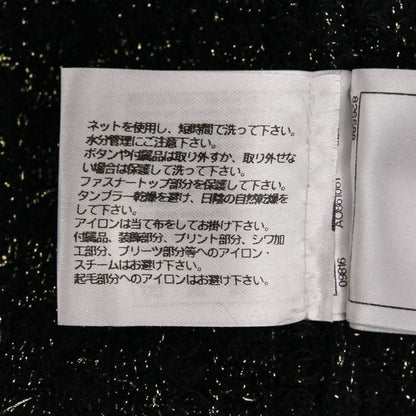 ネットを使用し、短時間で洗って下さい。
水分管理にご注意下さい。
ボタンや付属品は取り外すか、取り外せな
い場合は保護して洗って下さい。
ファスナートップ部分を保護して下さい。
タンブラー乾燥を避け、日陰の自然乾燥を
して下さい。
アイロンは当て布をしてお掛け下さい。
付属品、装飾部分、プリント部分、シワ加
工部分、プリーツ部分等へのアイロン・
スチームはお避け下さい。
起毛部分へのアイロンはお避け下さい。
09816